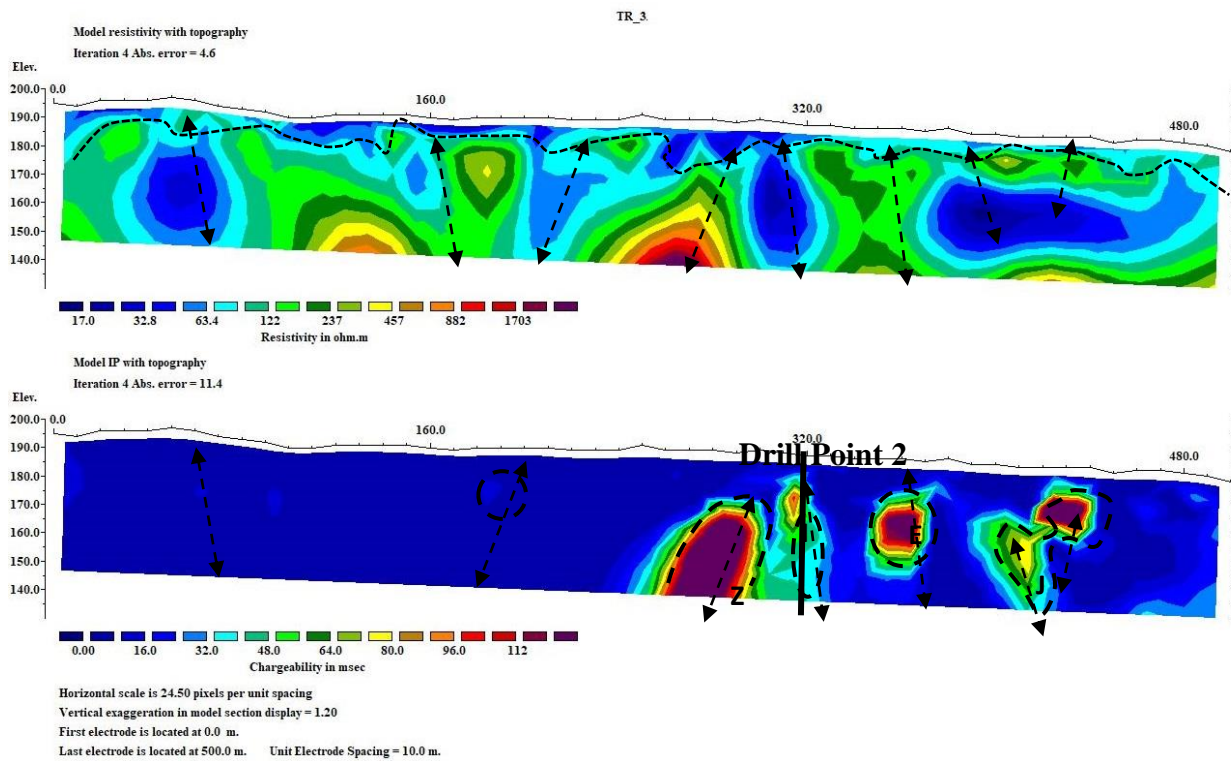 TR_3.
Model resistivity with topography
Iteration 4 Abs. error = 4.6
Elev.
0.0
160.0
320.0
480.0
200.0
190.0
180.0
170.0
160.0
150.0
140.0
17.0 32.8 63.4 122 237 457 882 1703
Resistivity in ohm.m
Model IP with topography
Iteration 4 Abs. error = 11.4
Elev.
0.0
160.0
320.0
480.0
200.0
190.0
180.0
170.0
160.0
150.0
140.0
Drill Point 2
E
Z
J
0.00 16.0 32.0 48.0 64.0 80.0 96.0 112
Chargeability in msec
Horizontal scale is 24.50 pixels per unit spacing
Vertical exaggeration in model section display = 1.20
First electrode is located at 0.0 m.
Last electrode is located at 500.0 m. Unit Electrode Spacing = 10.0 m.